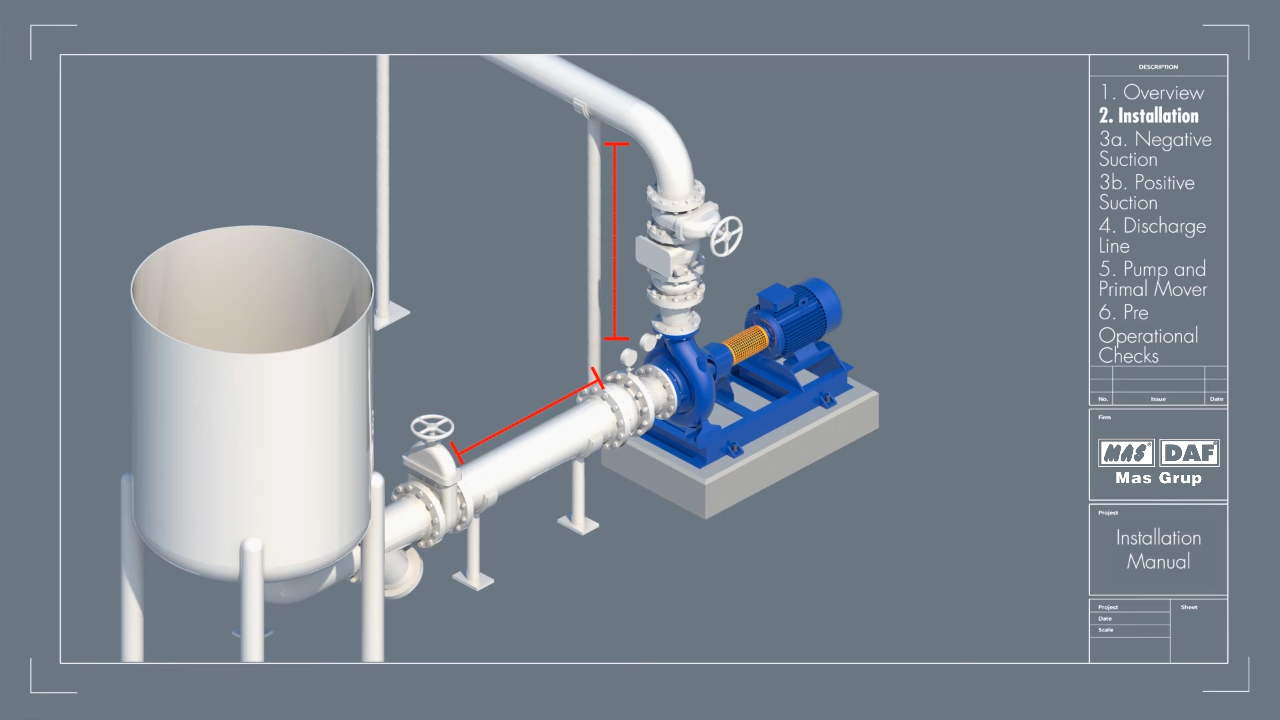 DESCRIPTION
1. Overview
2. Installation
3a. Negative
Suction
3b. Positive
Suction
4. Discharge
Line
5. Pump and
Primal Mover
6. Pre
Operational
Checks
No. Issue Date
Firm
MAS DAF
Mas Grup
Project
Installation
Manual
Project Sheet
Date
Scale